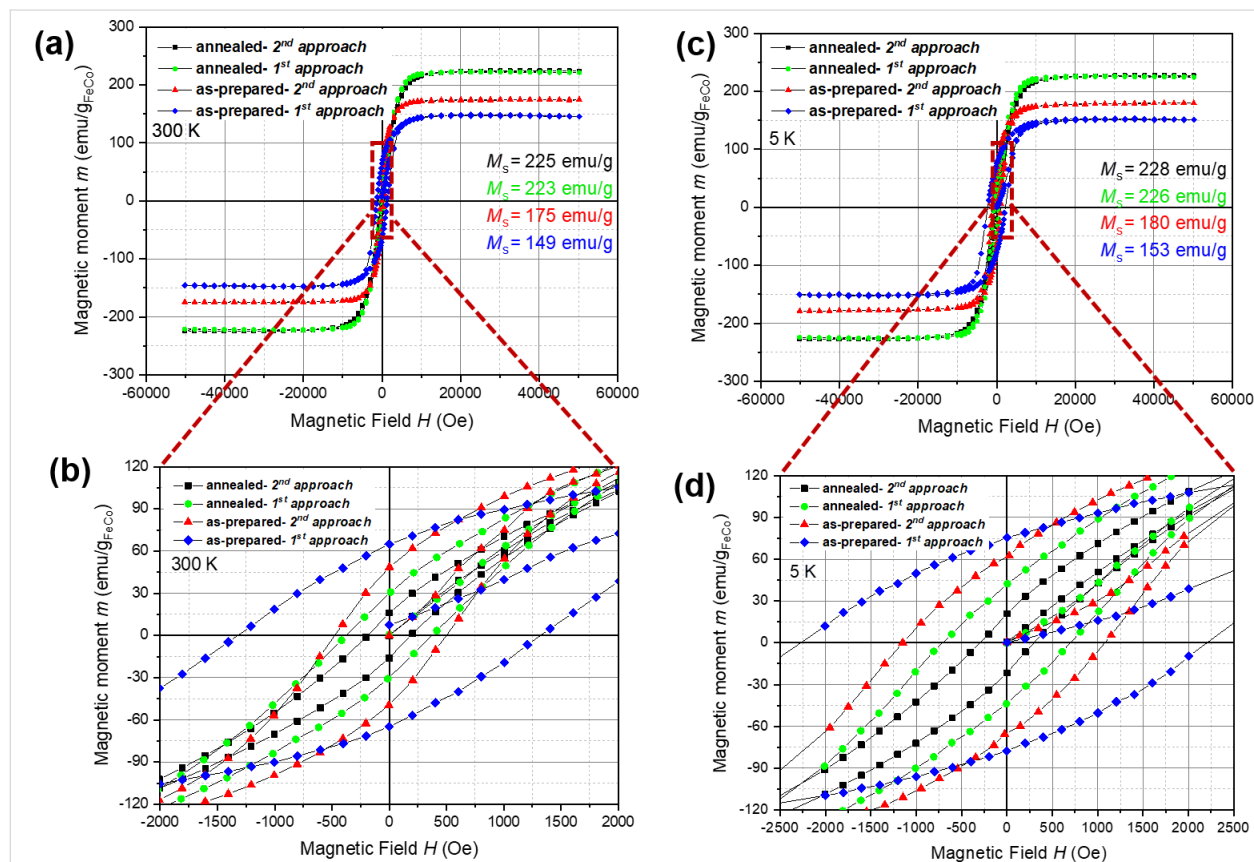 (a)
annealed- 2nd approach
annealed- 1st approach
as-prepared- 2nd approach
as-prepared- 1st approach
300 K
Ms = 225 emu/g
Ms = 223 emu/g
Ms = 175 emu/g
Ms = 149 emu/g
Magnetic moment m (emu/gFeCo)
300
200
100
0
-100
-200
-300
-60000 -40000 -20000 0 20000 40000 60000
Magnetic Field H (Oe)
(c)
annealed- 2nd approach
annealed- 1st approach
as-prepared- 2nd approach
as-prepared- 1st approach
5 K
Ms = 228 emu/g
Ms = 226 emu/g
Ms = 180 emu/g
Ms = 153 emu/g
Magnetic moment m (emu/gFeCo)
300
200
100
0
-100
-200
-300
-60000 -40000 -20000 0 20000 40000 60000
Magnetic Field H (Oe)
(b)
annealed- 2nd approach
annealed- 1st approach
as-prepared- 2nd approach
as-prepared- 1st approach
300 K
Magnetic moment m (emu/gFeCo)
120
90
60
30
0
-30
-60
-90
-120
-2000 -1500 -1000 -500 0 500 1000 1500 2000
Magnetic Field H (Oe)
(d)
annealed- 2nd approach
annealed- 1st approach
as-prepared- 2nd approach
as-prepared- 1st approach
5 K
Magnetic moment m (emu/gFeCo)
120
90
60
30
0
-30
-60
-90
-120
-2500 -2000 -1500 -1000 -500 0 500 1000 1500 2000 2500
Magnetic Field H (Oe)